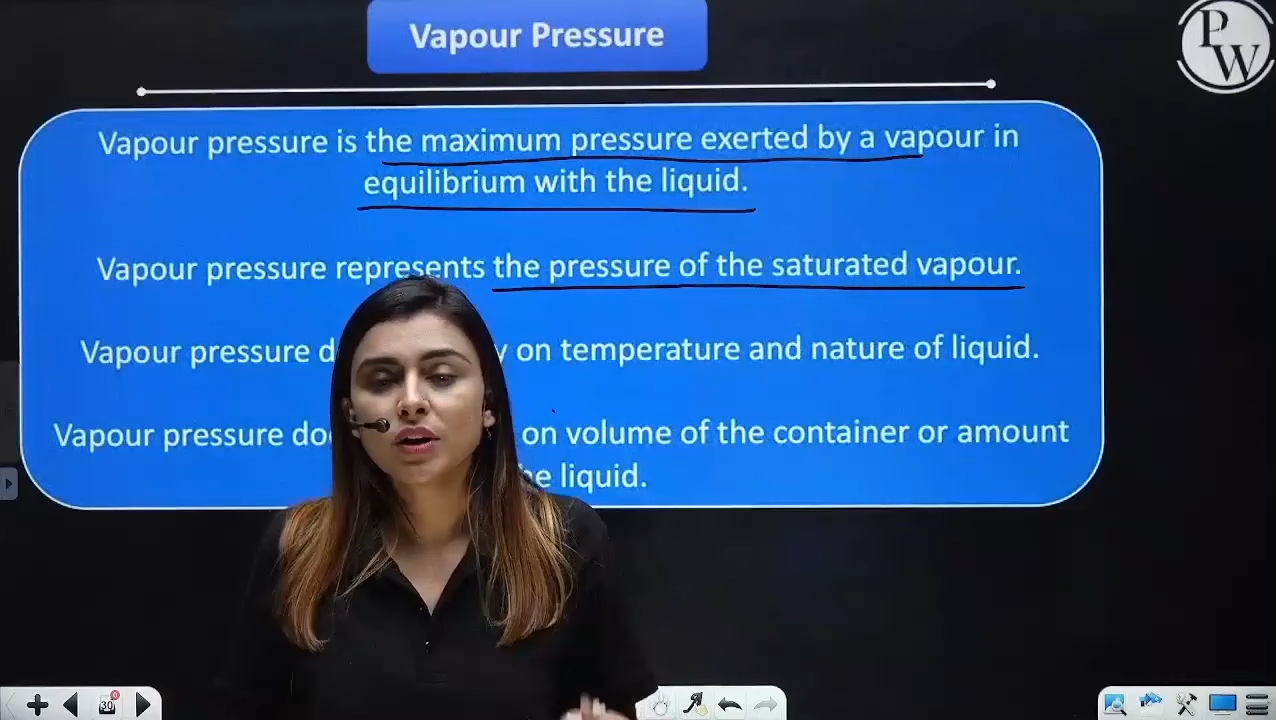 Vapour Pressure
PW
Vapour pressure is the maximum pressure exerted by a vapour in
equilibrium with the liquid.
Vapour pressure represents the pressure of the saturated vapour.
Vapour pressure on temperature and nature of liquid.
Vapour pressure on volume of the container or amount
liquid.
30